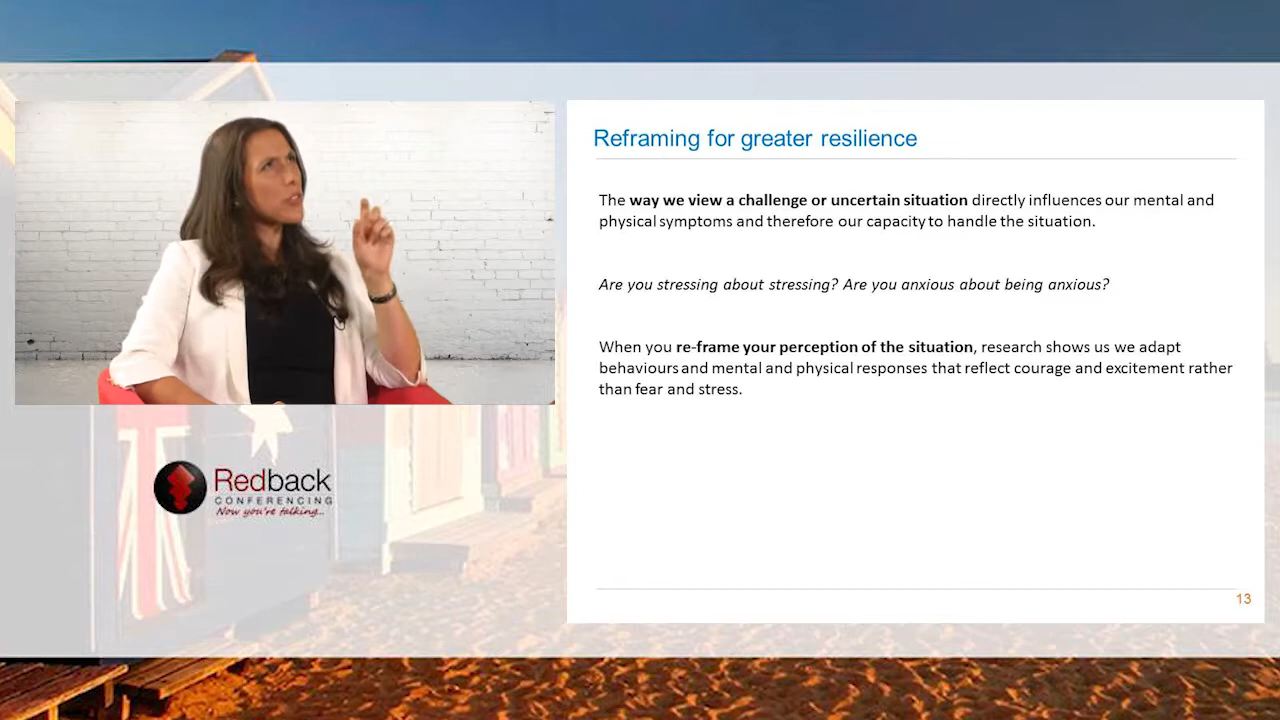 Reframing for greater resilience
The way we view a challenge or uncertain situation directly influences our mental and
physical symptoms and therefore our capacity to handle the situation.
Are you stressing about stressing? Are you anxious about being anxious?
When you re-frame your perception of the situation, research shows us we adapt
behaviours and mental and physical responses that reflect courage and excitement rather
than fear and stress.
13
Redback
CONFERENCING
Now you're talking..